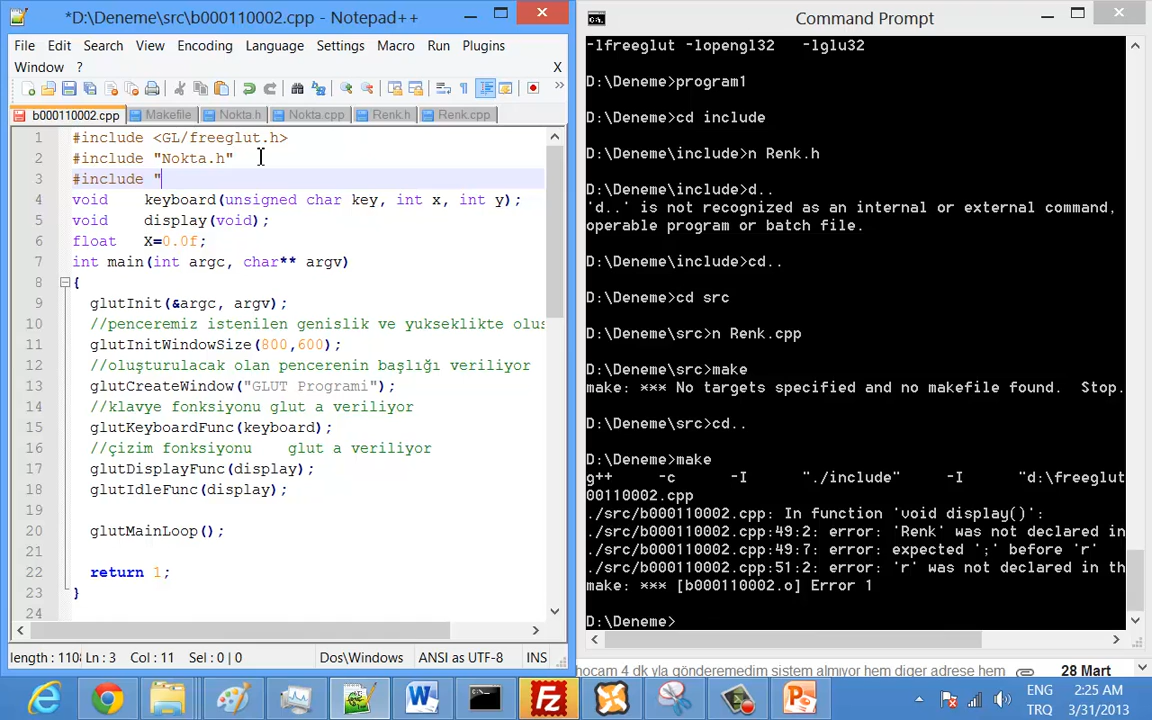 *D:\Deneme\src\b000110002.cpp - Notepad++
File Edit Search View Encoding Language Settings Macro Run Plugins
Window ? X
b000110002.cpp Makefile Nokta.h Nokta.cpp Renk.h Renk.cpp
1 #include <GL/freeglut.h>
2 #include "Nokta.h"
3 #include "
4 void keyboard(unsigned char key, int x, int y);
5 void display(void);
6 float X=0.0f;
7 int main(int argc, char** argv)
8 {
9 glutInit(&argc, argv);
10 //penceremiz istenilen genislik ve yukseklikte olus
11 glutInitWindowSize(800,600);
12 //oluşturulacak olan pencerenin başlığı veriliyor
13 glutCreateWindow("GLUT Programi");
14 //klavye fonksiyonu glut a veriliyor
15 glutKeyboardFunc(keyboard);
16 //çizim fonksiyonu glut a veriliyor
17 glutDisplayFunc(display);
18 glutIdleFunc(display);
19
20 glutMainLoop();
21
22 return 1;
23 }
24
length : 1108 Ln : 3 Col : 11 Sel : 0 | 0 Dos\Windows ANSI as UTF-8 INS
Command Prompt
-lfreeglut -lopengl32 -lglu32
D:\Deneme>program1
D:\Deneme>cd include
D:\Deneme\include>n Renk.h
D:\Deneme\include>d..
'd..' is not recognized as an internal or external command,
operable program or batch file.
D:\Deneme\include>cd..
D:\Deneme>cd src
D:\Deneme\src>n Renk.cpp
D:\Deneme\src>make
make: *** No targets specified and no makefile found.  Stop.
D:\Deneme\src>cd..
D:\Deneme>make
g++ -c -I "./include" -I "d:\freeglut
00110002.cpp
./src/b000110002.cpp: In function 'void display()':
./src/b000110002.cpp:49:2: error: 'Renk' was not declared in
./src/b000110002.cpp:49:7: error: expected ';' before 'r'
./src/b000110002.cpp:51:2: error: 'r' was not declared in th
make: *** [b000110002.o] Error 1
D:\Deneme>
hocam 4 dk yla gönderemedim sistem almıyor hem diger adrese hem 28 Mart
ENG 2:25 AM
TRQ 3/31/2013